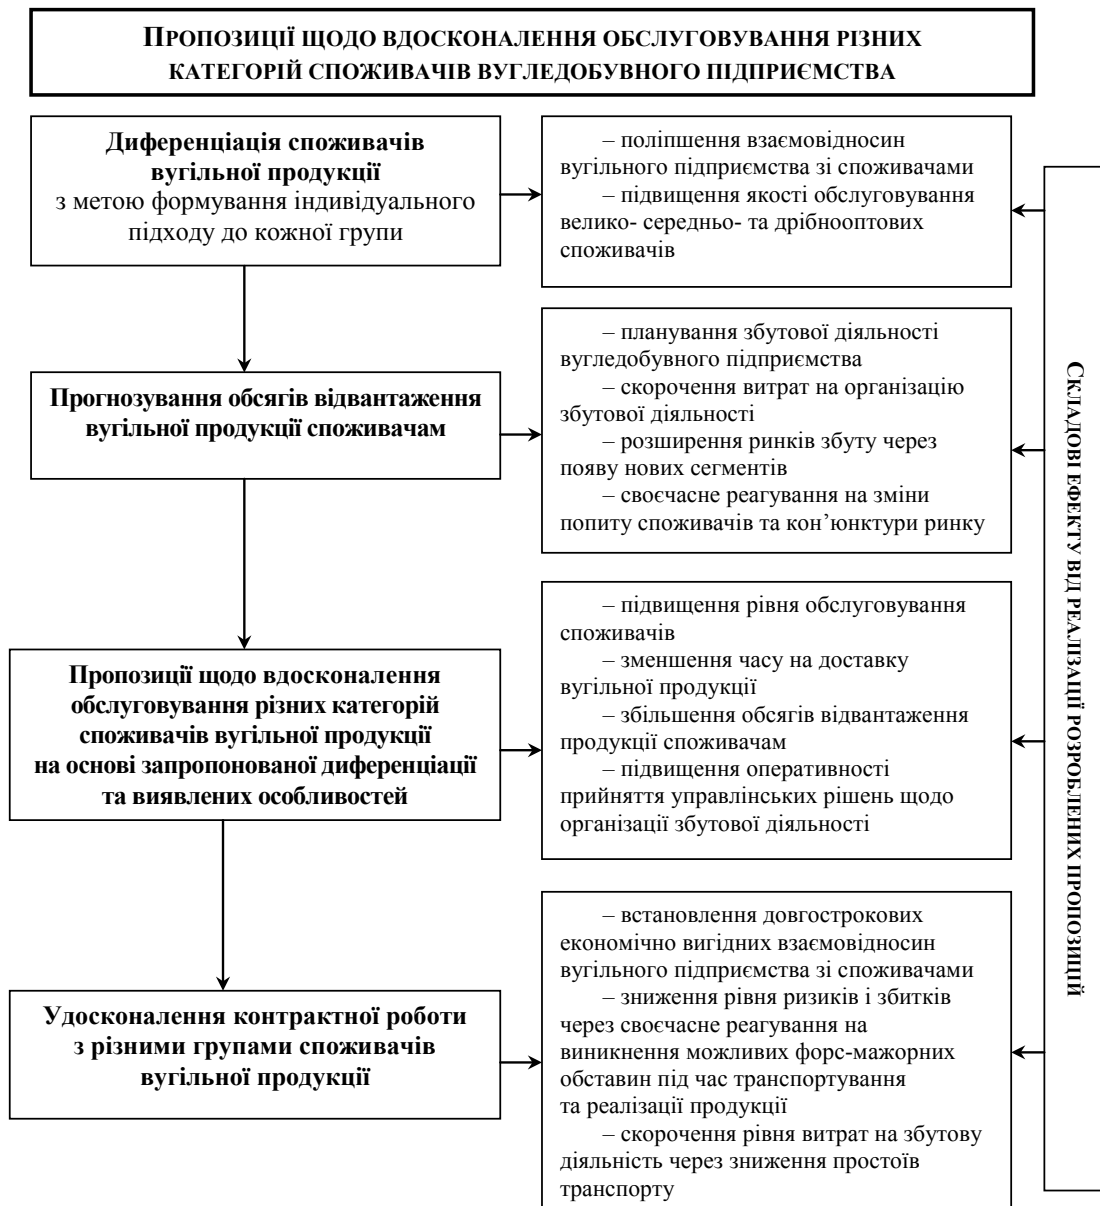 ПРОПОЗИЦІЇ ЩОДО ВДОСКОНАЛЕННЯ ОБСЛУГОВУВАННЯ РІЗНИХ
КАТЕГОРІЙ СПОЖИВАЧІВ ВУГЛЕДОБУВНОГО ПІДПРИЄМСТВА
Диференціація споживачів
вугільної продукції
з метою формування індивідуального
підходу до кожної групи
– поліпшення взаємовідносин
вугільного підприємства зі споживачами
– підвищення якості обслуговування
велико- середньо- та дрібнооптових
споживачів
Прогнозування обсягів відвантаження
вугільної продукції споживачам
– планування збутової діяльності
вугледобувного підприємства
– скорочення витрат на організацію
збутової діяльності
– розширення ринків збуту через
появу нових сегментів
– своєчасне реагування на зміни
попиту споживачів та кон’юнктури ринку
Пропозиції щодо вдосконалення
обслуговування різних категорій
споживачів вугільної продукції
на основі запропонованої диференціації
та виявлених особливостей
– підвищення рівня обслуговування
споживачів
– зменшення часу на доставку
вугільної продукції
– збільшення обсягів відвантаження
продукції споживачам
– підвищення оперативності
прийняття управлінських рішень щодо
організації збутової діяльності
Удосконалення контрактної роботи
з різними групами споживачів
вугільної продукції
– встановлення довгострокових
економічно вигідних взаємовідносин
вугільного підприємства зі споживачами
– зниження рівня ризиків і збитків
через своєчасне реагування на
виникнення можливих форс-мажорних
обставин під час транспортування
та реалізації продукції
– скорочення рівня витрат на збутову
діяльність через зниження простоїв
транспорту
СКЛАДОВІ ЕФЕКТУ ВІД РЕАЛІЗАЦІЇ РОЗРОБЛЕНИХ ПРОПОЗИЦІЙ